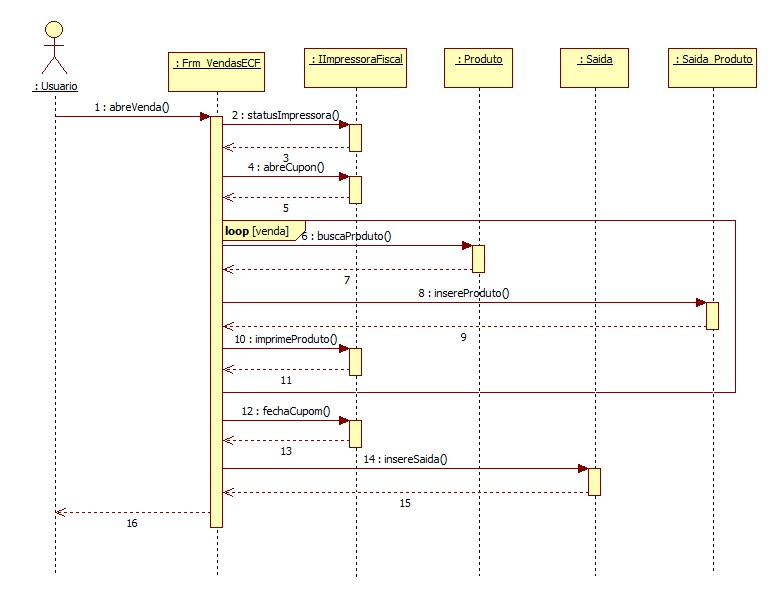 : Usuario
: Frm_VendasECF
: IImpressoraFiscal
: Produto
: Saida
: Saida_Produto
1 : abreVenda()
2 : statusImpressora()
3
4 : abreCupon()
5
loop [venda]
6 : buscaProduto()
7
8 : insereProduto()
9
10 : imprimeProduto()
11
12 : fechaCupom()
13
14 : insereSaida()
15
16